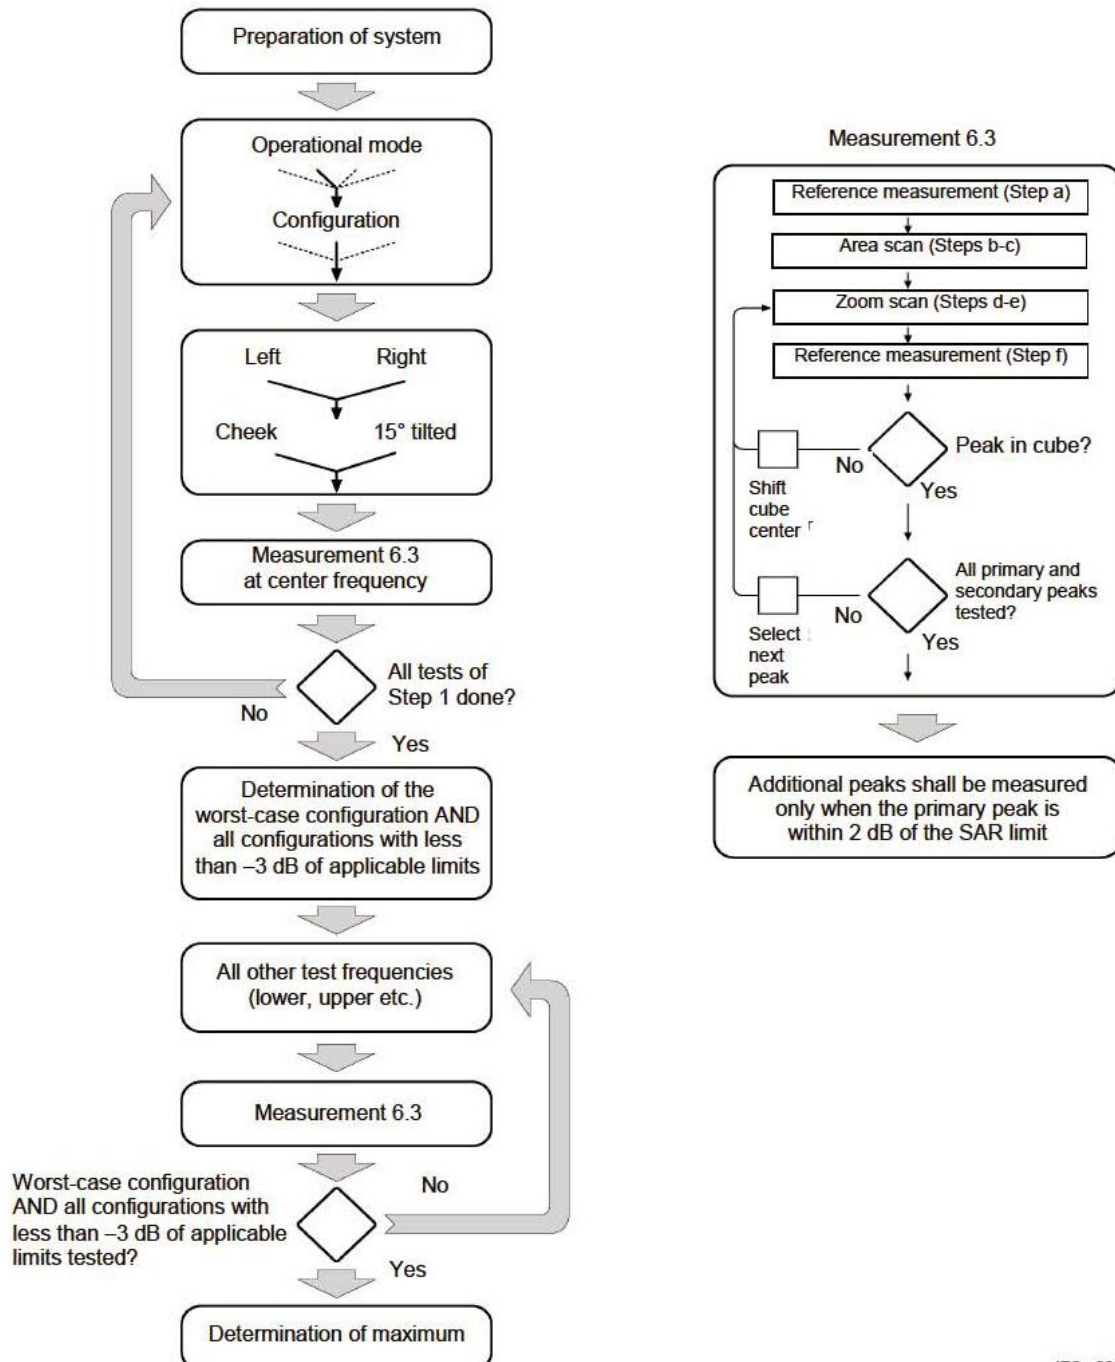 Preparation of system
Operational mode
Configuration
Left Right
Cheek 15° tilted
Measurement 6.3
at center frequency
All tests of
Step 1 done?
No
Yes
Determination of the
worst-case configuration AND
all configurations with less
than –3 dB of applicable limits
All other test frequencies
(lower, upper etc.)
Measurement 6.3
Worst-case configuration
AND all configurations with
less than –3 dB of applicable
limits tested?
No
Yes
Determination of maximum
Measurement 6.3
Reference measurement (Step a)
Area scan (Steps b-c)
Zoom scan (Steps d-e)
Reference measurement (Step f)
Peak in cube?
No
Yes
Shift
cube
center
All primary and
secondary peaks
tested?
No
Yes
Select
next
peak
Additional peaks shall be measured
only when the primary peak is
within 2 dB of the SAR limit